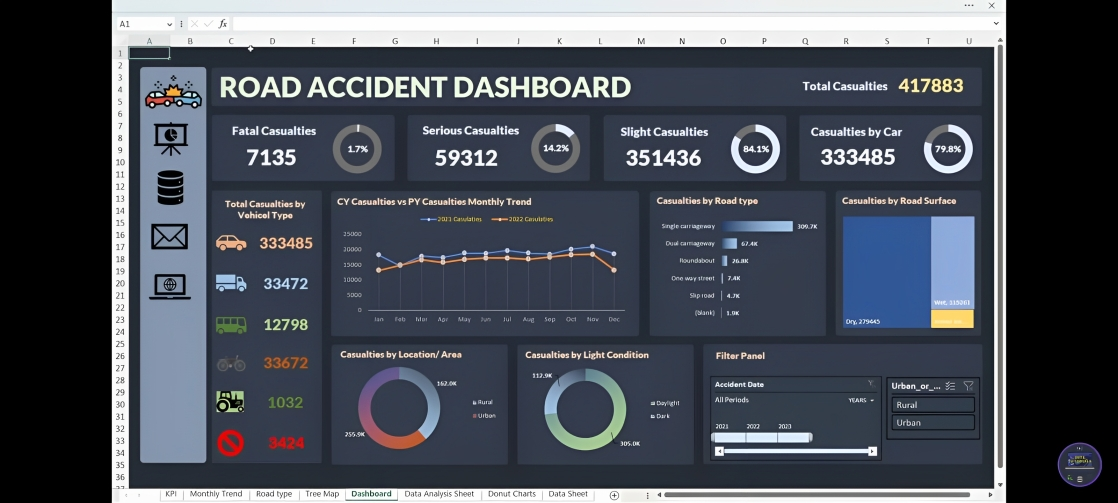 A1
fx
A B C D E F G H I J K L M N O P Q R S T U
1
2
3
4
5
6
7
8
9
10
11
12
13
14
15
16
17
18
19
20
21
22
23
24
25
26
27
28
29
30
31
32
33
34
35
36
ROAD ACCIDENT DASHBOARD
Total Casualties 417883
Fatal Casualties
7135
1.7%
Serious Casualties
59312
14.2%
Slight Casualties
351436
84.1%
Casualties by Car
333485
79.8%
Total Casualties by
Vehicel Type
333485
33472
12798
33672
1032
3424
CY Casualties vs PY Casualties Monthly Trend
2021 Casulaties 2022 Casulaties
25000
20000
15000
10000
5000
0
Jan Feb Mar Apr May Jun Jul Aug Sep Oct Nov Dec
Casualties by Road type
Single carriageway 309.7K
Dual carriageway 67.4K
Roundabout 26.8K
One way street 7.4K
Slip road 4.7K
(blank) 1.9K
Casualties by Road Surface
Dry, 279445
Casualties by Location/ Area
162.0K
255.9K
Rural
Urban
Casualties by Light Condition
112.9K
305.0K
Daylight
Dark
Filter Panel
Accident Date
All Periods YEARS
2021 2022 2023
Urban_or_...
Rural
Urban
KPI Monthly Trend Road type Tree Map Dashboard Data Analysis Sheet Donut Charts Data Sheet